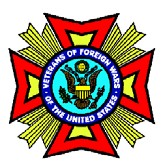 VETERANS OF FOREIGN WARS
OF THE UNITED STATES